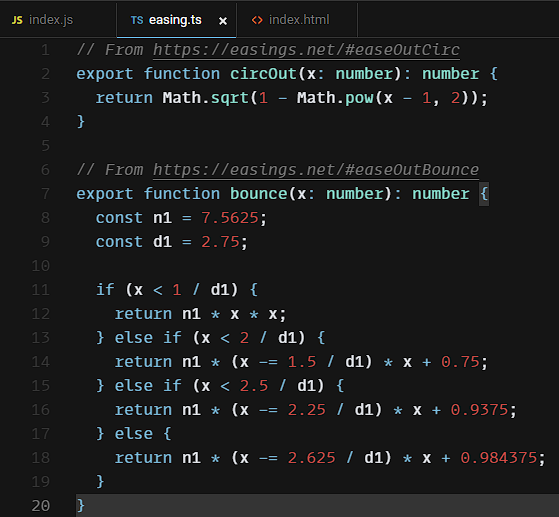 JS index.js TS easing.ts × <> index.html
1 // From https://easings.net/#easeOutCirc
2 export function circOut(x: number): number {
3   return Math.sqrt(1 - Math.pow(x - 1, 2));
4 }
5
6 // From https://easings.net/#easeOutBounce
7 export function bounce(x: number): number {
8   const n1 = 7.5625;
9   const d1 = 2.75;
10
11   if (x < 1 / d1) {
12     return n1 * x * x;
13   } else if (x < 2 / d1) {
14     return n1 * (x -= 1.5 / d1) * x + 0.75;
15   } else if (x < 2.5 / d1) {
16     return n1 * (x -= 2.25 / d1) * x + 0.9375;
17   } else {
18     return n1 * (x -= 2.625 / d1) * x + 0.984375;
19   }
20 }